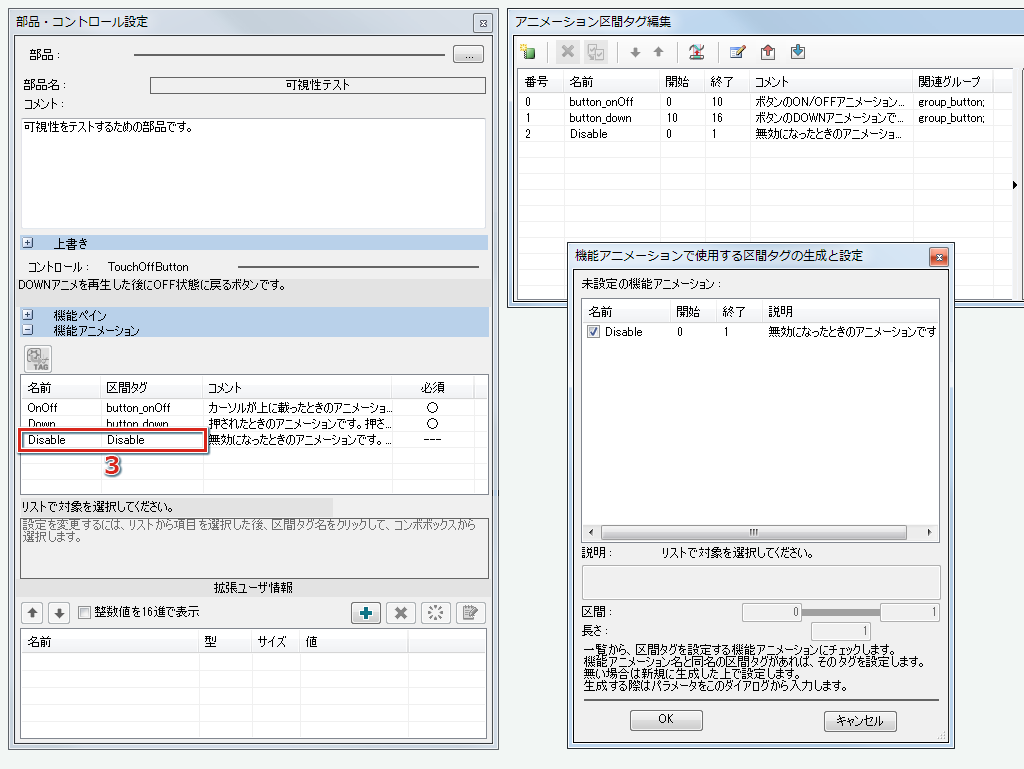 部品・コントロール設定
部品：
...
部品名：
可視性テスト
コメント：
可視性をテストするための部品です。
上書き
コントロール： TouchOffButton
DOWNアニメを再生した後にOFF状態に戻るボタンです。
機能ペイン
機能アニメーション
TAG
名前 区間タグ コメント 必須
OnOff button_onOff カーソルが上に載ったときのアニメーショ... ○
Down button_down 押されたときのアニメーションです。押さ... ○
Disable Disable 無効になったときのアニメーションです。... ---
3
リストで対象を選択してください。
設定を変更するには、リストから項目を選択した後、区間タグ名をクリックして、コンボボックスから
選択します。
拡張ユーザ情報
整数値を16進で表示
名前 型 サイズ 値
アニメーション区間タグ編集
番号 名前 開始 終了 コメント 関連グループ
0 button_onOff 0 10 ボタンのON/OFFアニメーション... group_button;
1 button_down 10 16 ボタンのDOWNアニメーションで... group_button;
2 Disable 0 1 無効になったときのアニメーショ...
機能アニメーションで使用する区間タグの生成と設定
未設定の機能アニメーション：
名前 開始 終了 説明
Disable 0 1 無効になったときのアニメーションです
説明： リストで対象を選択してください。
区間： 0 1
長さ： 1
一覧から、区間タグを設定する機能アニメーションにチェックします。
機能アニメーション名と同名の区間タグがあれば、そのタグを設定します。
無い場合は新規に生成した上で設定します。
生成する際はパラメータをこのダイアログから入力します。
OK キャンセル